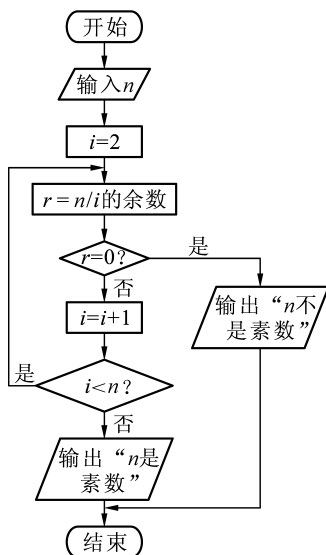 开始
输入n
i=2
r=n/i的余数
r=0?
是
否
i=i+1
输出“n不
是素数”
是
i<n?
否
输出“n是
素数”
结束